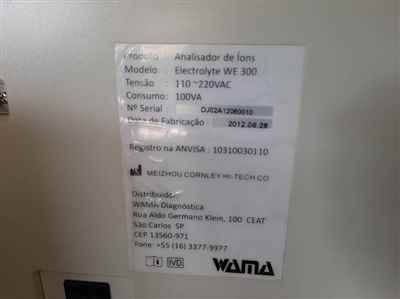 Produto : Analisador de Íons
Modelo : Electrolyte WE 300
Tensão : 110 ~220VAC
Consumo: 100VA
Nº Serial : DJ02A12060010
Data de Fabricação : 2012.06.28
Registro na ANVISA : 10310030110
MEIZHOU CORNLEY HI-TECH CO
Distribuidor:
WAMA Diagnóstica
Rua Aldo Germano Klein, 100 CEAT
São Carlos SP
CEP 13560-971
Fone: +55 (16) 3377-9977
i IVD WAMA